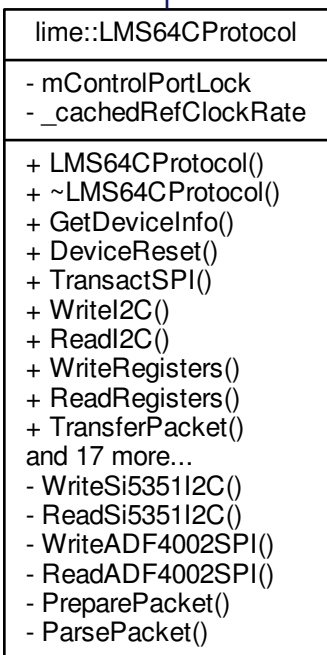 lime::LMS64CProtocol
- mControlPortLock
- _cachedRefClockRate
+ LMS64CProtocol()
+ ~LMS64CProtocol()
+ GetDeviceInfo()
+ DeviceReset()
+ TransactSPI()
+ WriteI2C()
+ ReadI2C()
+ WriteRegisters()
+ ReadRegisters()
+ TransferPacket()
and 17 more...
- WriteSi5351I2C()
- ReadSi5351I2C()
- WriteADF4002SPI()
- ReadADF4002SPI()
- PreparePacket()
- ParsePacket()